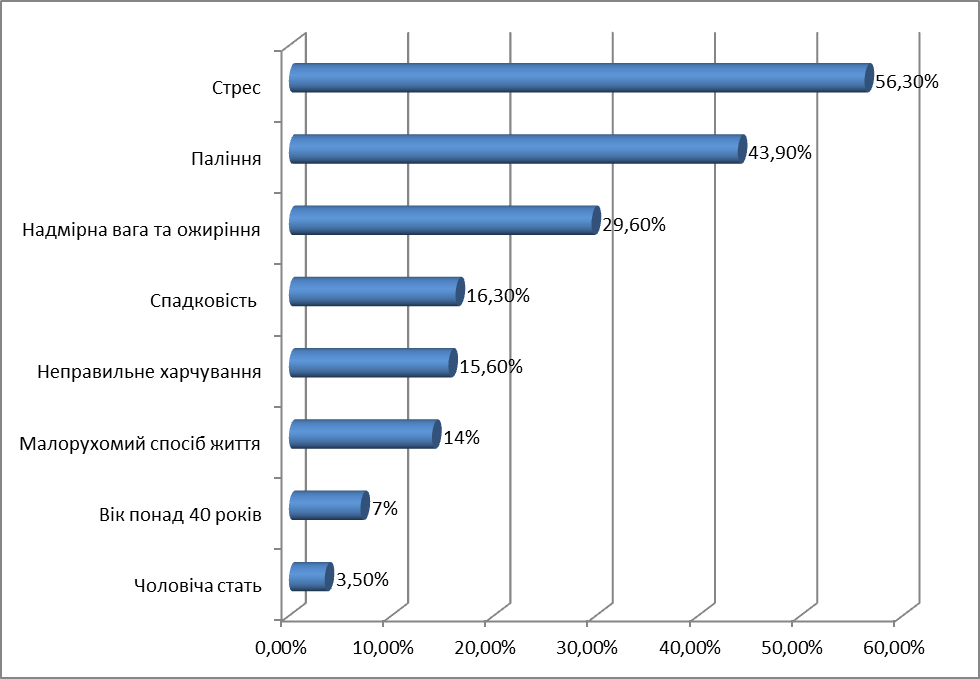 Стрес
56,30%
Паління
43,90%
Надмірна вага та ожиріння
29,60%
Спадковість
16,30%
Неправильне харчування
15,60%
Малорухомий спосіб життя
14%
Вік понад 40 років
7%
Чоловіча стать
3,50%
0,00% 10,00% 20,00% 30,00% 40,00% 50,00% 60,00%